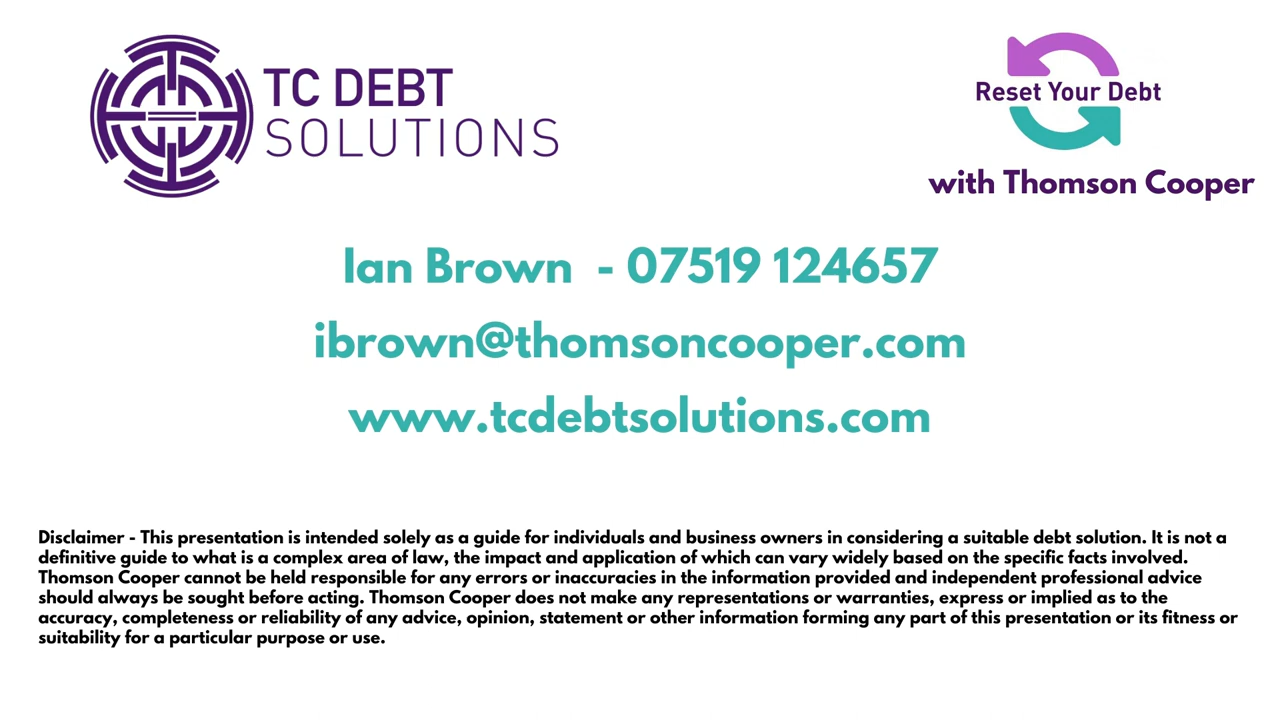 TC DEBT
SOLUTIONS
Reset Your Debt
with Thomson Cooper
Ian Brown - 07519 124657
ibrown@thomsoncooper.com
www.tcdebtsolutions.com
Disclaimer - This presentation is intended solely as a guide for individuals and business owners in considering a suitable debt solution. It is not a
definitive guide to what is a complex area of law, the impact and application of which can vary widely based on the specific facts involved.
Thomson Cooper cannot be held responsible for any errors or inaccuracies in the information provided and independent professional advice
should always be sought before acting. Thomson Cooper does not make any representations or warranties, express or implied as to the
accuracy, completeness or reliability of any advice, opinion, statement or other information forming any part of this presentation or its fitness or
suitability for a particular purpose or use.